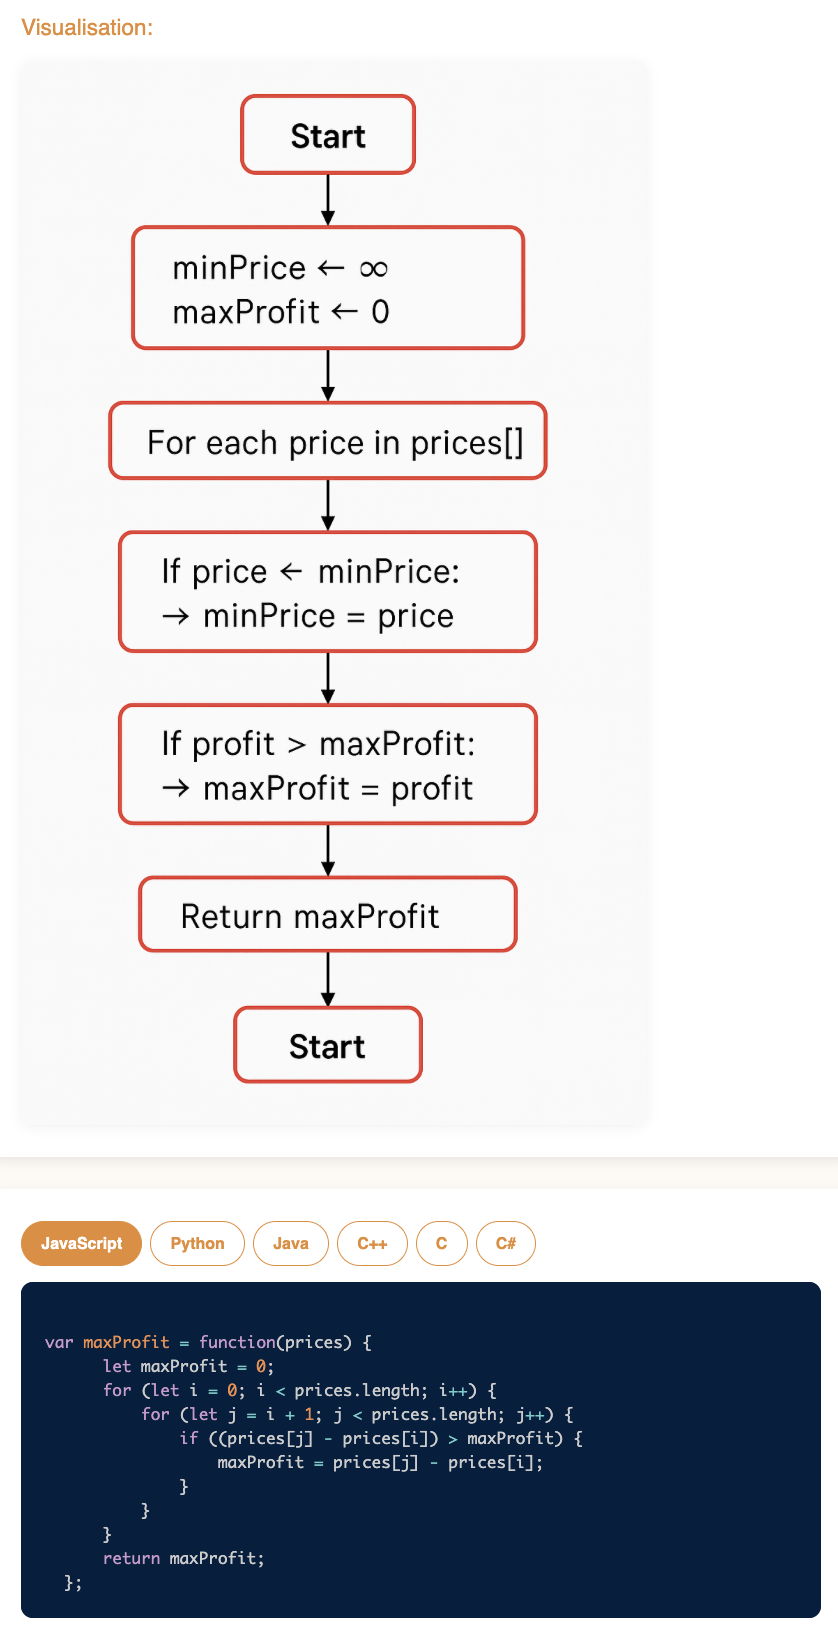 Visualisation:
Start
minPrice ← ∞
maxProfit ← 0
For each price in prices[]
If price ← minPrice:
→ minPrice = price
If profit > maxProfit:
→ maxProfit = profit
Return maxProfit
Start
JavaScript Python Java C++ C C#
var maxProfit = function(prices) {
      let maxProfit = 0;
      for (let i = 0; i < prices.length; i++) {
          for (let j = i + 1; j < prices.length; j++) {
              if ((prices[j] - prices[i]) > maxProfit) {
                  maxProfit = prices[j] - prices[i];
              }
          }
      }
      return maxProfit;
  };